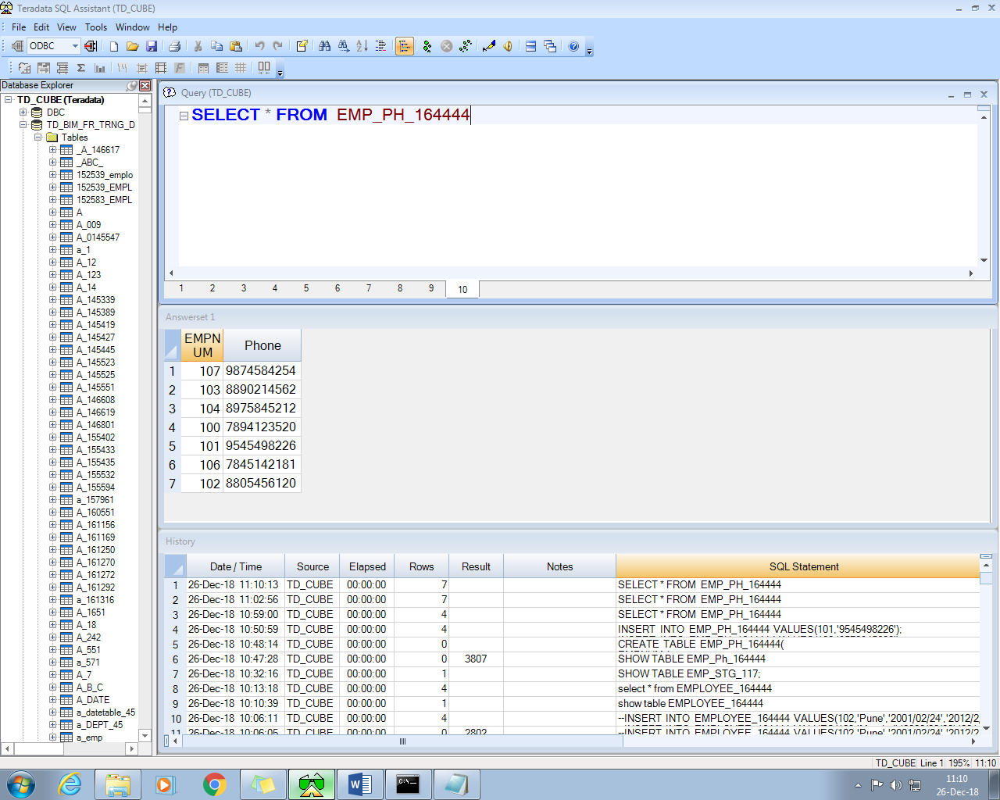 Teradata SQL Assistant (TD_CUBE)
File Edit View Tools Window Help
ODBC
Database Explorer
TD_CUBE (Teradata)
DBC
TD_BIM_FR_TRNG_D
Tables
_A_146617
_ABC_
152539_emplo
152539_EMPL
152583_EMPL
A
A_009
A_0145547
a_1
A_12
A_123
A_14
A_145339
A_145389
A_145419
A_145427
A_145445
A_145523
A_145525
A_145551
A_146608
A_146619
A_146801
A_155402
A_155433
A_155435
A_155532
A_155594
a_157961
A_160551
A_161156
A_161169
A_161250
A_161270
A_161272
A_161292
a_161316
A_1651
A_18
A_242
A_551
a_571
A_7
A_B_C
A_DATE
a_datetable_45
a_DEPT_45
a_emp
Query (TD_CUBE)
SELECT * FROM EMP_PH_164444
1 2 3 4 5 6 7 8 9 10
Answerset 1
EMPN
UM Phone
1 107 9874584254
2 103 8890214562
3 104 8975845212
4 100 7894123520
5 101 9545498226
6 106 7845142181
7 102 8805456120
History
Date / Time Source Elapsed Rows Result Notes SQL Statement
1 26-Dec-18 11:10:13 TD_CUBE 00:00:00 7 SELECT * FROM EMP_PH_164444
2 26-Dec-18 11:02:56 TD_CUBE 00:00:00 7 SELECT * FROM EMP_PH_164444
3 26-Dec-18 10:59:00 TD_CUBE 00:00:00 4 SELECT * FROM EMP_PH_164444
4 26-Dec-18 10:50:59 TD_CUBE 00:00:00 4 INSERT INTO EMP_PH_164444 VALUES(101,'9545498226');
5 26-Dec-18 10:48:14 TD_CUBE 00:00:00 0 CREATE TABLE EMP_PH_164444(
6 26-Dec-18 10:47:28 TD_CUBE 00:00:00 0 3807 SHOW TABLE EMP_Ph_164444
7 26-Dec-18 10:32:16 TD_CUBE 00:00:00 1 SHOW TABLE EMP_STG_117;
8 26-Dec-18 10:13:18 TD_CUBE 00:00:00 4 select * from EMPLOYEE_164444
9 26-Dec-18 10:10:39 TD_CUBE 00:00:00 1 show table EMPLOYEE_164444
10 26-Dec-18 10:06:11 TD_CUBE 00:00:00 4 --INSERT INTO EMPLOYEE_164444 VALUES(102,'Pune','2001/02/24','2012/2
11 26-Dec-18 10:06:05 TD_CUBE 00:00:00 0 2802 --INSERT INTO EMPLOYEE_164444 VALUES(102,'Pune','2001/02/24','2012/2
TD_CUBE Line 1 195% 11:10
11:10
26-Dec-18